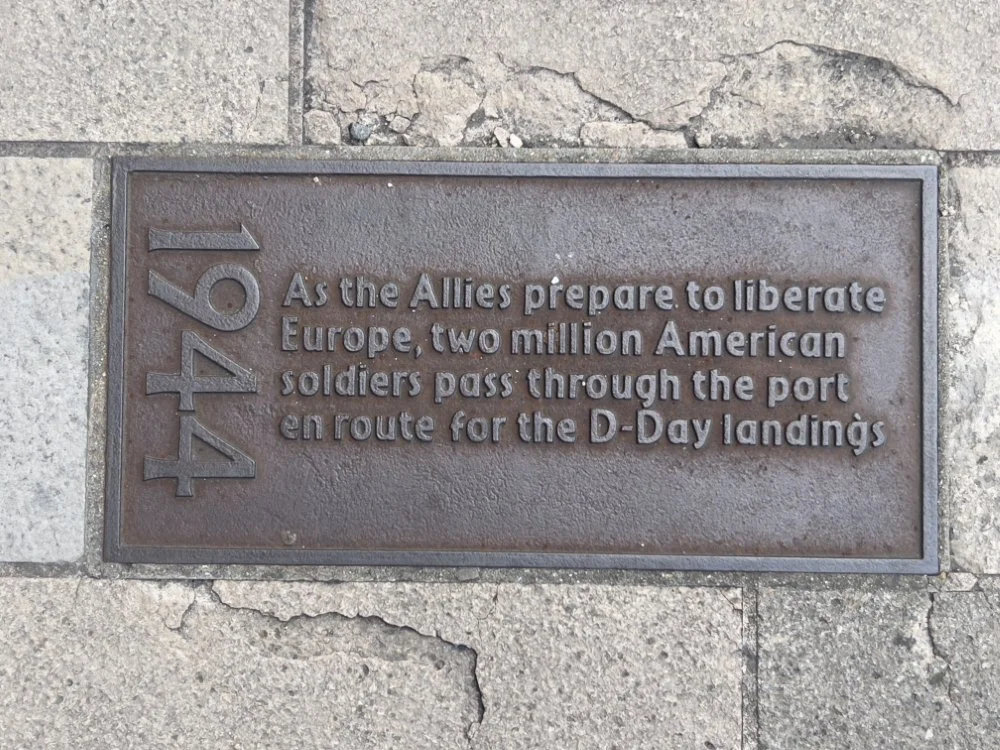 1944
As the Allies prepare to liberate
Europe, two million American
soldiers pass through the port
en route for the D-Day landings